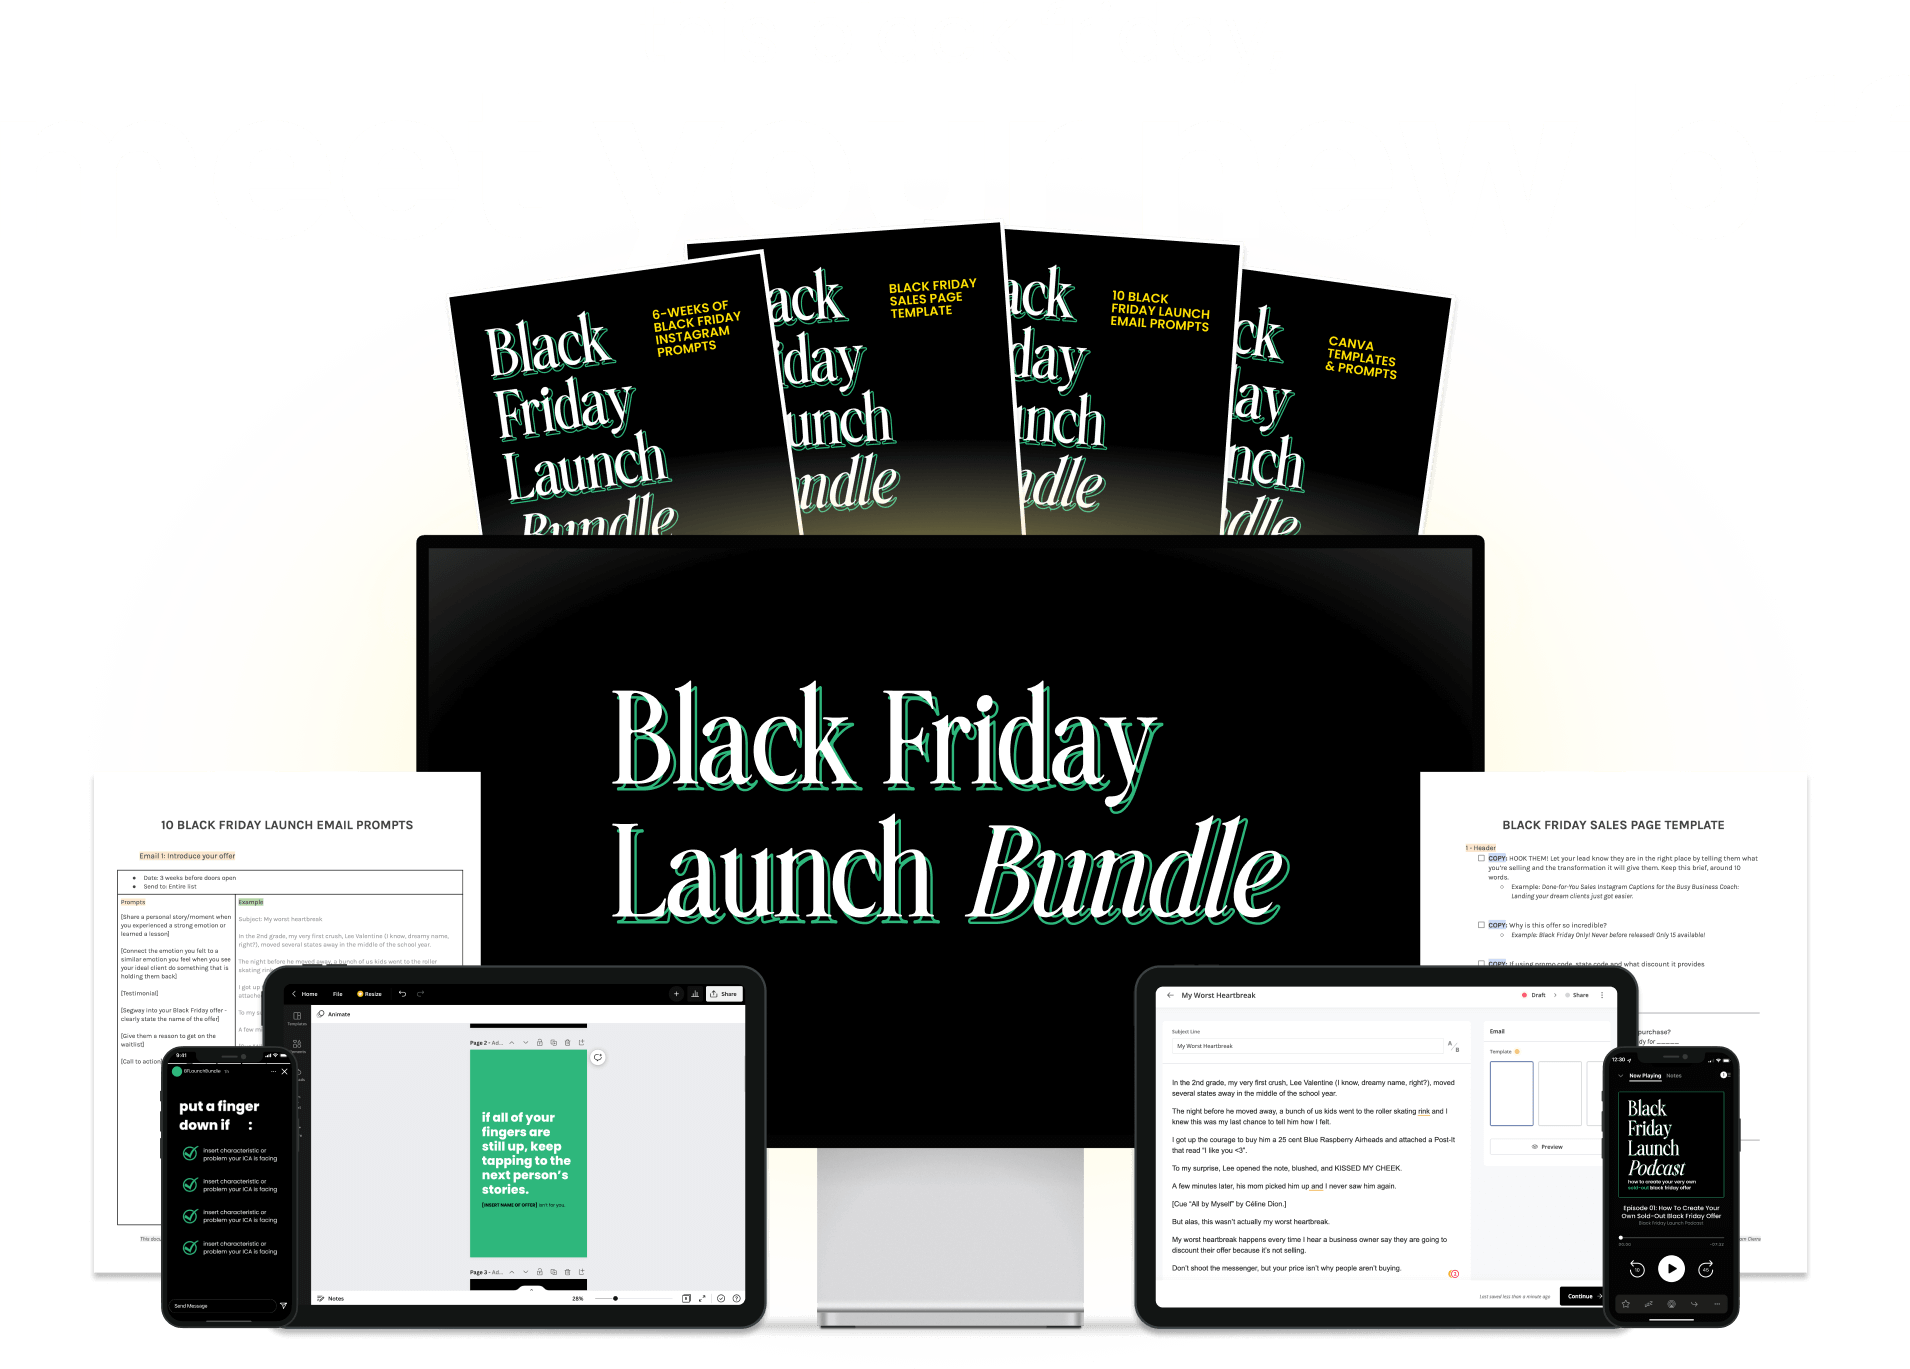 Black
Friday
Launch
Bundle
6-WEEKS OF
BLACK FRIDAY
INSTAGRAM
PROMPTS
ack
iday
unch
ndle
BLACK FRIDAY
SALES PAGE
TEMPLATE
ack
day
nch
dle
10 BLACK
FRIDAY LAUNCH
EMAIL PROMPTS
ck
ay
nch
dle
CANVA
TEMPLATES
& PROMPTS
Black Friday
Launch Bundle
10 BLACK FRIDAY LAUNCH EMAIL PROMPTS
Email 1: Introduce your offer
Date: 3 weeks before doors open
Send to: Entire list
Prompts
[Share a personal story/moment when
you experienced a strong emotion or
learned a lesson]
[Connect the emotion you felt to a
similar emotion you feel when you see
your ideal client do something that is
holding them back]
[Testimonial]
[Segway into your Black Friday offer -
clearly state the name of the offer]
[Give them a reason to get on the
waitlist]
[Call to action]
Example
Subject: My worst heartbreak
In the 2nd grade, my very first crush, Lee Valentine (I know, dreamy name,
right?), moved several states away in the middle of the school year.
The night before he moved away, a bunch of us kids went to the roller
skating rink
I got up
attache
To my s
A few m
This docu
BLACK FRIDAY SALES PAGE TEMPLATE
1 - Header
COPY: HOOK THEM! Let your lead know they are in the right place by telling them what
you're selling and the transformation it will give them. Keep this brief, around 10
words.
Example: Done-for-You Sales Instagram Captions for the Busy Business Coach:
Landing your dream clients just got easier.
COPY: Why is this offer so incredible?
Example: Black Friday Only! Never before released! Only 15 available!
COPY: If using promo code, state code and what discount it provides
purchase?
dy for ______
9:41
BFLaunchBundle 1h
put a finger
down if :
insert characteristic or
problem your ICA is facing
insert characteristic or
problem your ICA is facing
insert characteristic or
problem your ICA is facing
insert characteristic or
problem your ICA is facing
Send Message
Home File Resize Share
Templates
Animate
Page 2 - Ad...
if all of your
fingers are
still up, keep
tapping to the
next person's
stories.
[INSERT NAME OF OFFER] isn't for you.
Page 3 - Ad...
Notes 28%
My Worst Heartbreak Draft Share
Subject Line
My Worst Heartbreak A/B
Email
Template
Preview
In the 2nd grade, my very first crush, Lee Valentine (I know, dreamy name, right?), moved
several states away in the middle of the school year.
The night before he moved away, a bunch of us kids went to the roller skating rink and I
knew this was my last chance to tell him how I felt.
I got up the courage to buy him a 25 cent Blue Raspberry Airheads and attached a Post-It
that read "I like you <3".
To my surprise, Lee opened the note, blushed, and KISSED MY CHEEK.
A few minutes later, his mom picked him up and I never saw him again.
[Cue "All by Myself" by Céline Dion.]
But alas, this wasn't actually my worst heartbreak.
My worst heartbreak happens every time I hear a business owner say they are going to
discount their offer because it's not selling.
Don't shoot the messenger, but your price isn't why people aren't buying.
Last saved less than a minute ago Continue
12:30
Now Playing Notes
Black
Friday
Launch
Podcast
how to create your very own
sold-out black friday offer
Episode 01: How To Create Your
Own Sold-Out Black Friday Offer
Black Friday Launch Podcast
00:00